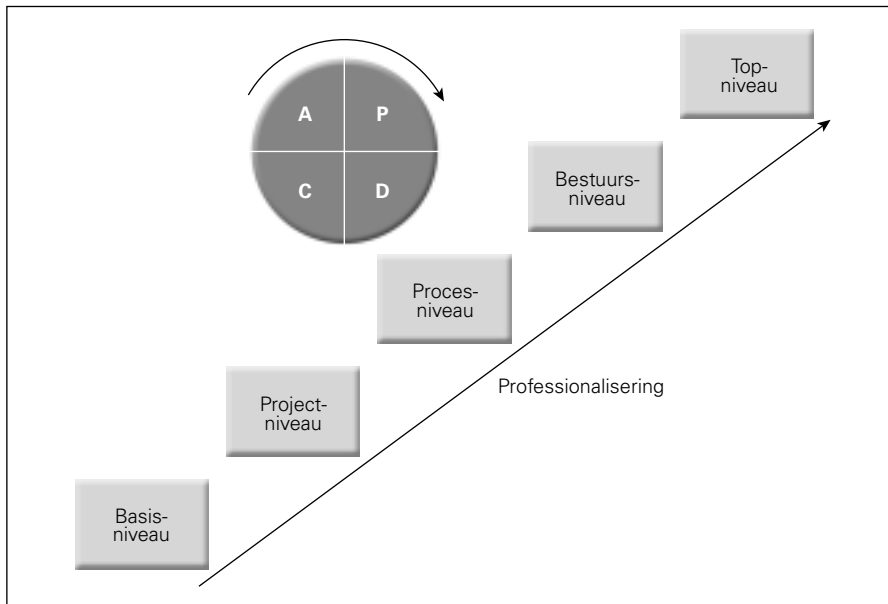 Top-
niveau
A P
C D
Bestuurs-
niveau
Proces-
niveau
Professionalisering
Project-
niveau
Basis-
niveau